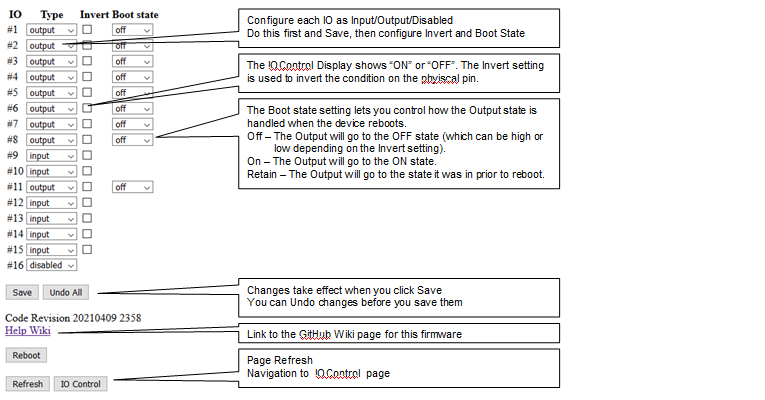 IO Type Invert Boot state
#1 output off
#2 output off
#3 output off
#4 output off
#5 output off
#6 output off
#7 output off
#8 output off
#9 input
#10 input
#11 output off
#12 input
#13 input
#14 input
#15 input
#16 disabled
Save Undo All
Code Revision 20210409 2358
Help Wiki
Reboot
Refresh IO Control
Configure each IO as Input/Output/Disabled
Do this first and Save, then configure Invert and Boot State
The IOControl Display shows “ON” or “OFF”. The Invert setting
is used to invert the condition on the phyiscal pin.
The Boot state setting lets you control how the Output state is
handled when the device reboots.
Off – The Output will go to the OFF state (which can be high or
low depending on the Invert setting).
On – The Output will go to the ON state.
Retain – The Output will go to the state it was in prior to reboot.
Changes take effect when you click Save
You can Undo changes before you save them
Link to the GitHub Wiki page for this firmware
Page Refresh
Navigation to IOControl page